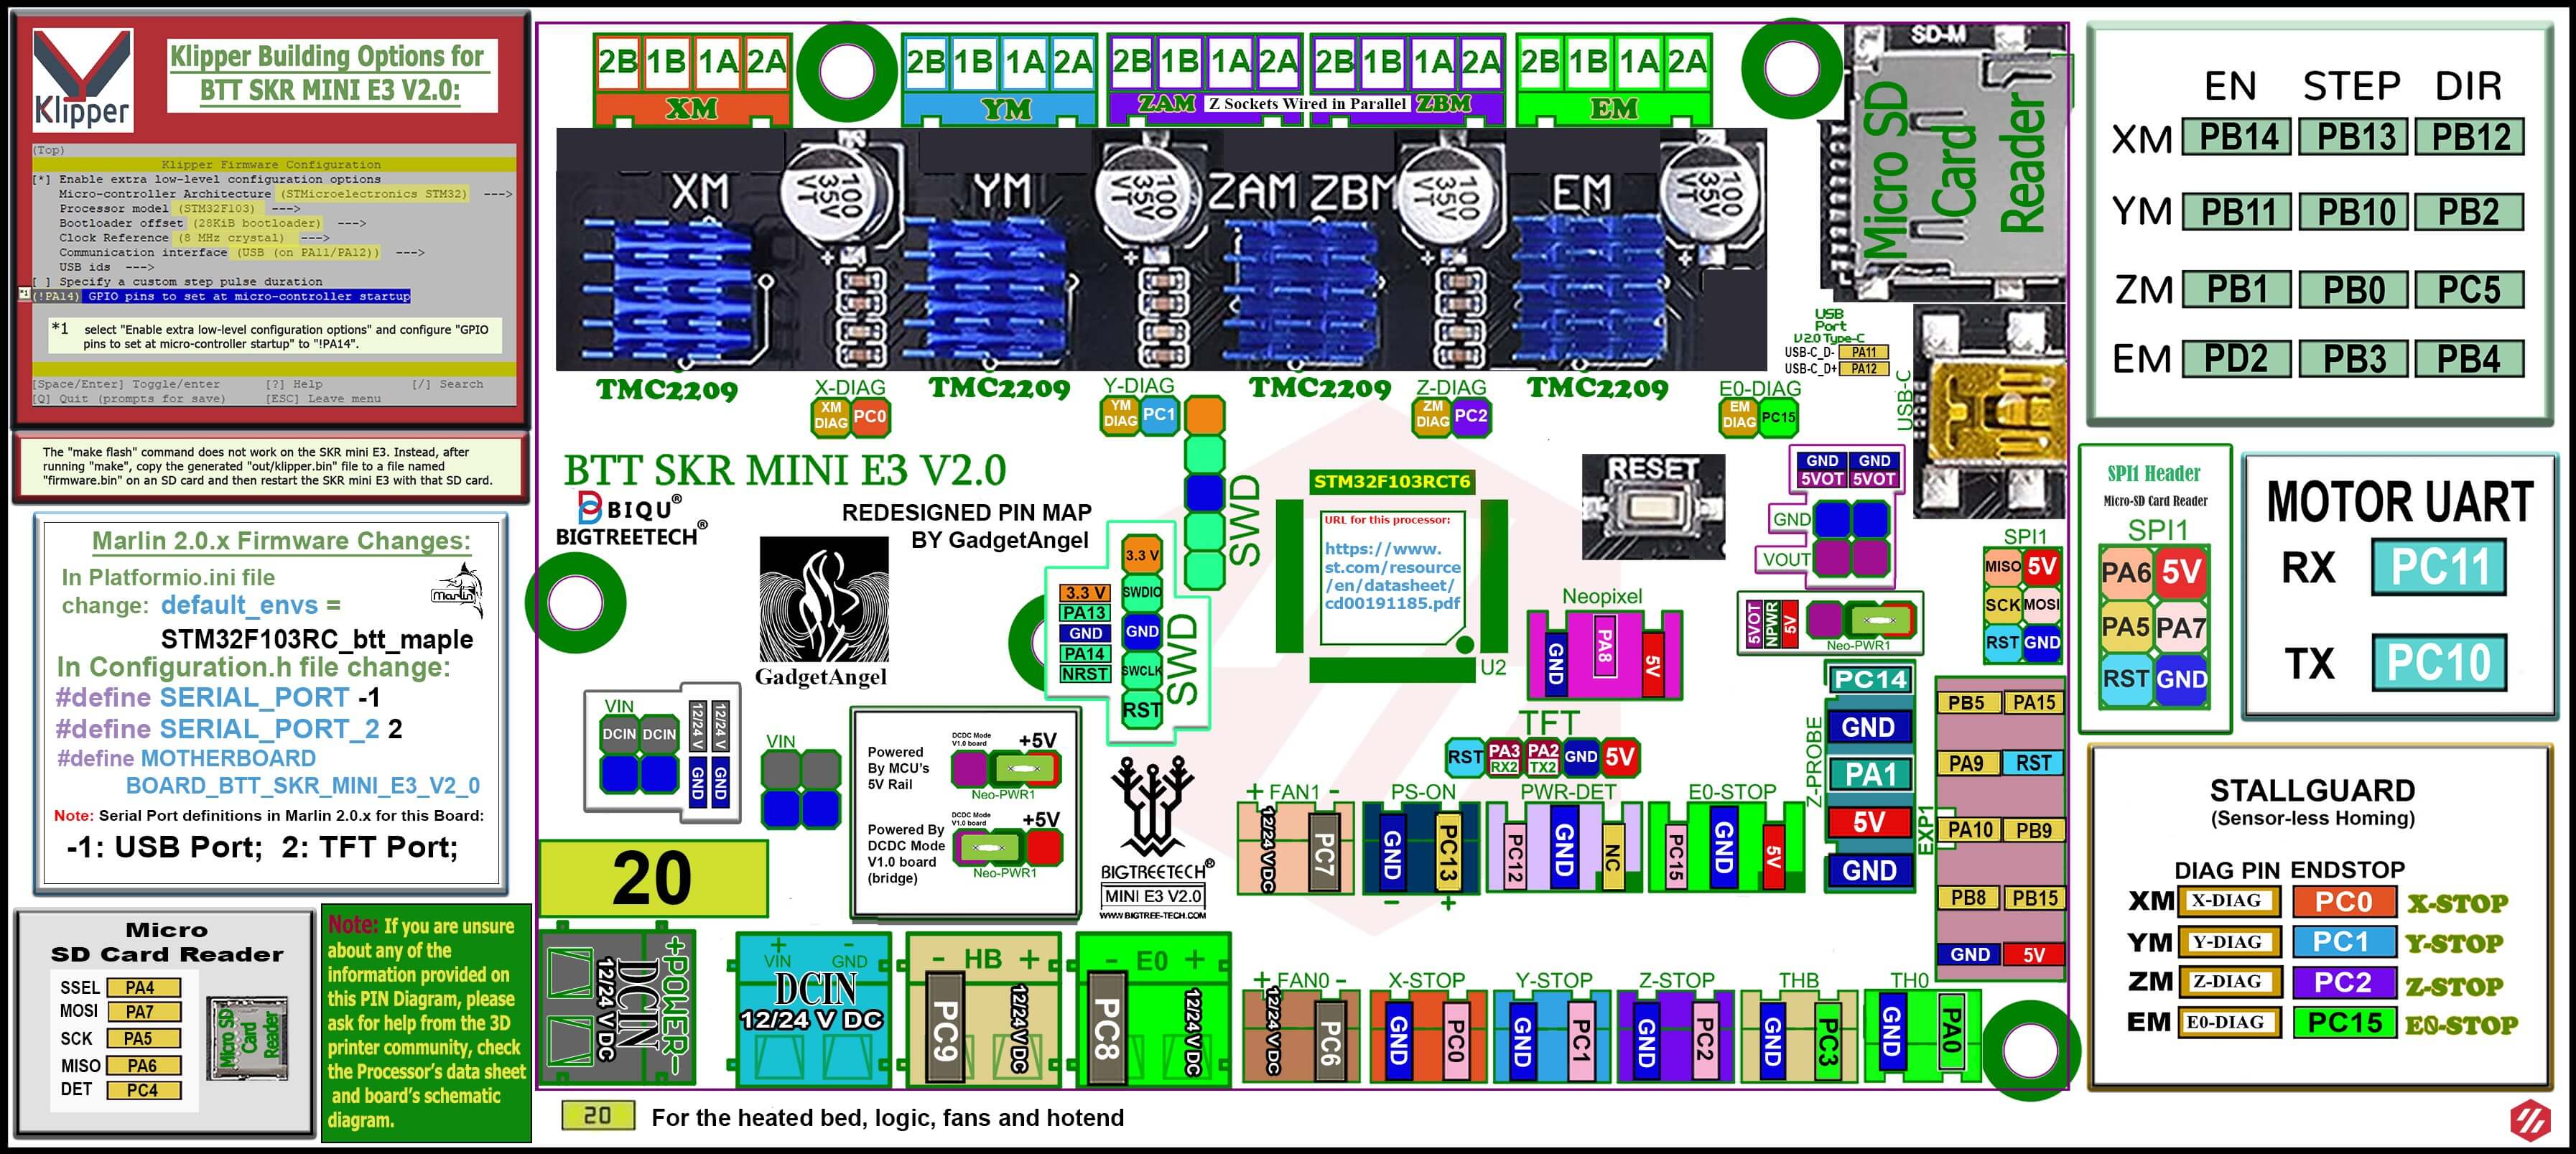 Klipper
Klipper Building Options for
BTT SKR MINI E3 V2.0:
(Top)
Klipper Firmware Configuration
[*] Enable extra low-level configuration options
Micro-controller Architecture (STMicroelectronics STM32) --->
Processor model (STM32F103) --->
Bootloader offset (28KiB bootloader) --->
Clock Reference (8 MHz crystal) --->
Communication interface (USB (on PA11/PA12)) --->
USB ids --->
[ ] Specify a custom step pulse duration
*1 (!PA14) GPIO pins to set at micro-controller startup
*1 select "Enable extra low-level configuration options" and configure "GPIO
pins to set at micro-controller startup" to "!PA14".
[Space/Enter] Toggle/enter [?] Help [/] Search
[Q] Quit (prompts for save) [ESC] Leave menu
The "make flash" command does not work on the SKR mini E3. Instead, after
running "make", copy the generated "out/klipper.bin" file to a file named
"firmware.bin" on an SD card and then restart the SKR mini E3 with that SD card.
Marlin 2.0.x Firmware Changes:
In Platformio.ini file
change: default_envs =
STM32F103RC_btt_maple
Marlin
In Configuration.h file change:
#define SERIAL_PORT -1
#define SERIAL_PORT_2 2
#define MOTHERBOARD
BOARD_BTT_SKR_MINI_E3_V2_0
Note: Serial Port definitions in Marlin 2.0.x for this Board:
-1: USB Port; 2: TFT Port;
Micro
SD Card Reader
SSEL PA4
MOSI PA7
SCK PA5
MISO PA6
DET PC4
Micro SD
Card
Reader
Note: If you are unsure
about any of the
information provided on
this PIN Diagram, please
ask for help from the 3D
printer community, check
the Processor's data sheet
and board's schematic
diagram.
2B 1B 1A 2A
XM
2B 1B 1A 2A
YM
2B 1B 1A 2A
2B 1B 1A 2A
ZAM Z Sockets Wired in Parallel ZBM
2B 1B 1A 2A
EM
SD-M
Micro SD
Card
Reader
XM
100
35V
VT
YM
100
35V
VT
ZAM ZBM
100
35V
VT
EM
100
35V
VT
TMC2209
TMC2209
TMC2209
TMC2209
X-DIAG
XM DIAG PC0
Y-DIAG
YM DIAG PC1
Z-DIAG
ZM DIAG PC2
E0-DIAG
EM DIAG PC15
USB
Port
V2.0 Type-C
USB-C_D- PA11
USB-C_D+ PA12
USB-C
BTT SKR MINI E3 V2.0
BIQU®
BIGTREETECH®
REDESIGNED PIN MAP
BY GadgetAngel
GadgetAngel
SWD
3.3 V
SWDIO
GND
SWCLK
RST
SWD
3.3 V
PA13
GND
PA14
NRST
STM32F103RCT6
URL for this processor:
https://www.
st.com/resource
/en/datasheet/
cd00191185.pdf
U2
RESET
GND GND
5VOT 5VOT
GND
VOUT
5VOT
NPWR
5V
Neo-PWR1
Neopixel
GND PA8 5V
SPI1
MISO 5V
SCK MOSI
RST GND
VIN
DCIN DCIN
12/24 V 12/24 V
GND GND
VIN
Powered
By MCU's
5V Rail
DCDC Mode
V1.0 board
+5V
Neo-PWR1
Powered By
DCDC Mode
V1.0 board
(bridge)
DCDC Mode
V1.0 board
+5V
Neo-PWR1
BIGTREETECH®
MINI E3 V2.0
WWW.BIGTREE-TECH.COM
TFT
RST PA3 PA2 GND 5V
RX2 TX2
+ FAN1 -
12/24 V DC PC7
PS-ON
GND PC13
- +
PWR-DET
PC12 GND NC
E0-STOP
PC15 GND 5V
Z-PROBE
PC14
GND
PA1
5V
GND
EXP1
PB5 PA15
PA9 RST
PA10 PB9
PB8 PB15
GND 5V
20
12/24 V DC
DCIN
+POWER-
+ -
VIN GND
DCIN
12/24 V DC
- HB +
PC9 12/24 V DC
- E0 +
PC8 12/24 V DC
+ FAN0 -
12/24 V DC PC6
X-STOP
GND PC0
Y-STOP
GND PC1
Z-STOP
GND PC2
THB
GND PC3
TH0
GND PA0
20 For the heated bed, logic, fans and hotend
EN STEP DIR
XM PB14 PB13 PB12
YM PB11 PB10 PB2
ZM PB1 PB0 PC5
EM PD2 PB3 PB4
SPI1 Header
Micro-SD Card Reader
SPI1
PA6 5V
PA5 PA7
RST GND
MOTOR UART
RX PC11
TX PC10
STALLGUARD
(Sensor-less Homing)
DIAG PIN ENDSTOP
XM X-DIAG PC0 X-STOP
YM Y-DIAG PC1 Y-STOP
ZM Z-DIAG PC2 Z-STOP
EM E0-DIAG PC15 E0-STOP